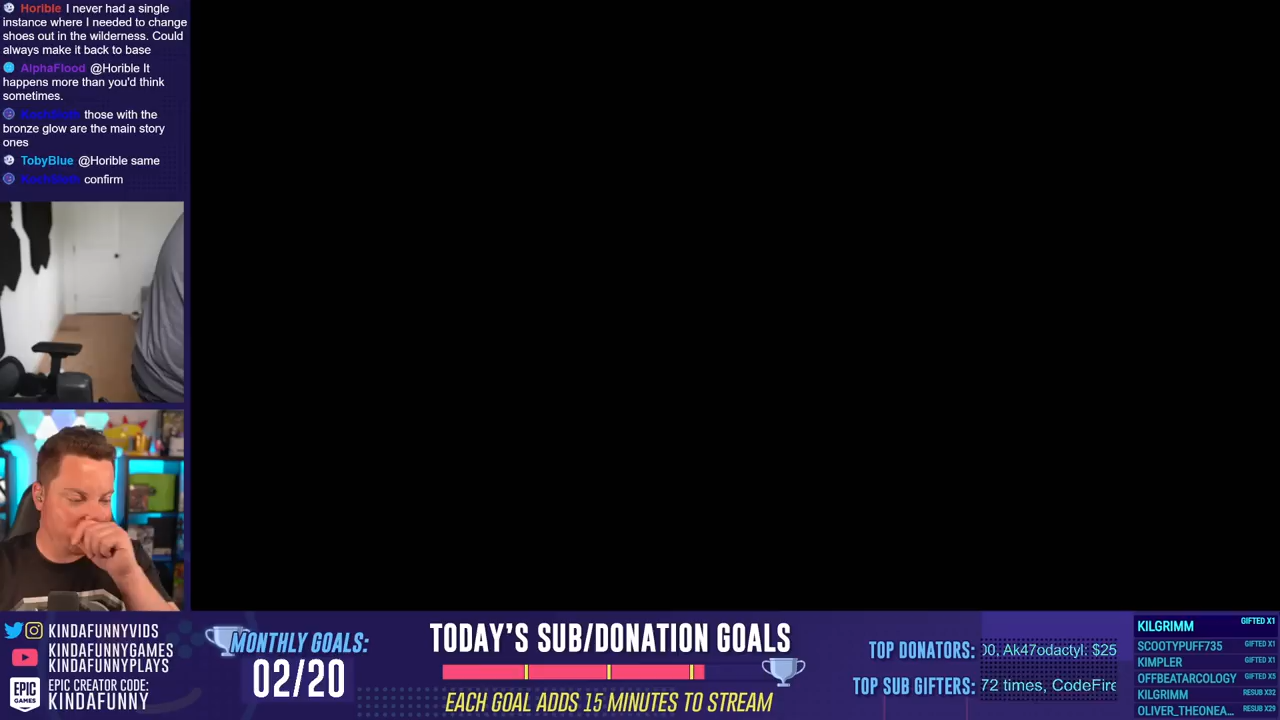 Horible I never had a single
instance where I needed to change
shoes out in the wilderness. Could
always make it back to base
AlphaFlood @Horible It
happens more than you'd think
sometimes.
those with the
bronze glow are the main story
ones
TobyBlue @Horible same
confirm
KINDAFUNNYVIDS
KINDAFUNNYGAMES
KINDAFUNNYPLAYS
EPIC GAMES
EPIC CREATOR CODE:
KINDAFUNNY
MONTHLY GOALS:
02/20
TODAY'S SUB/DONATION GOALS
EACH GOAL ADDS 15 MINUTES TO STREAM
TOP DONATORS:
0, Ak47odactyl: $25
TOP SUB GIFTERS:
72 times, CodeFire
KILGRIMM GIFTED X1
SCOOTYPUFF735 GIFTED X1
KIMPLER GIFTED X1
OFFBEATARCOLOGY GIFTED X5
KILGRIMM RESUB X32
OLIVER_THEONEA... RESUB X29